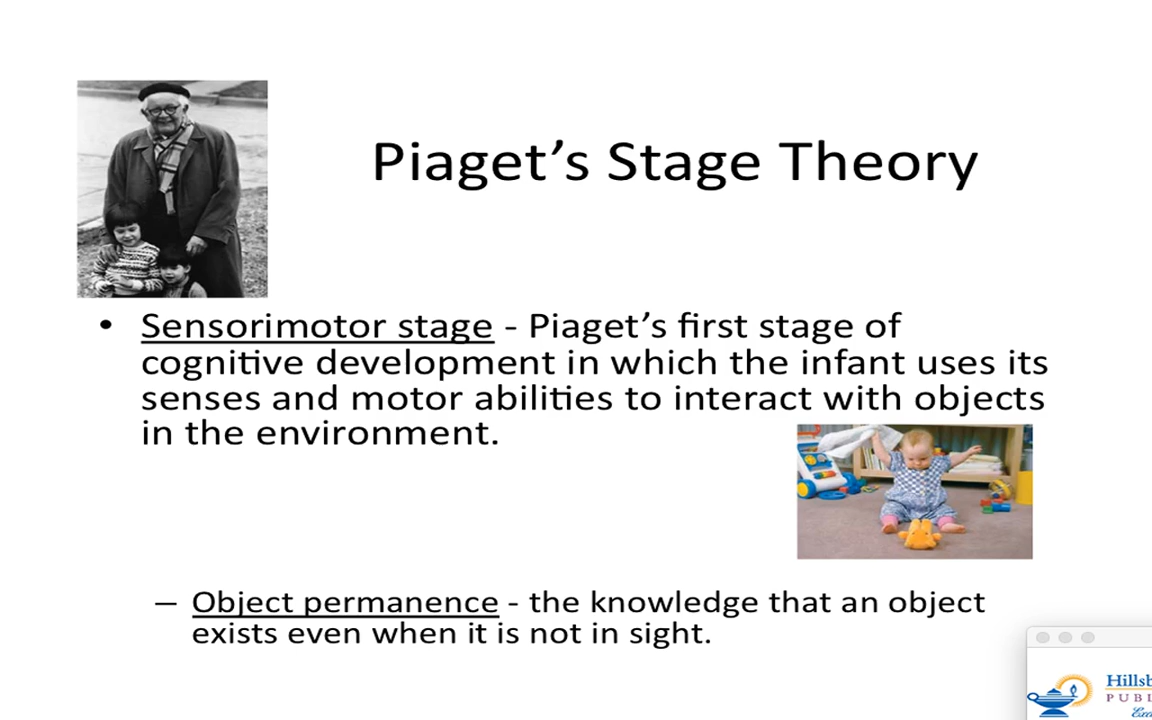 Piaget’s Stage Theory
• Sensorimotor stage - Piaget’s first stage of
cognitive development in which the infant uses its
senses and motor abilities to interact with objects
in the environment.
– Object permanence - the knowledge that an object
exists even when it is not in sight.